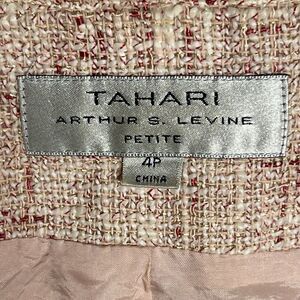 TAHARI
ARTHUR S. LEVINE
PETITE
4P
CHINA